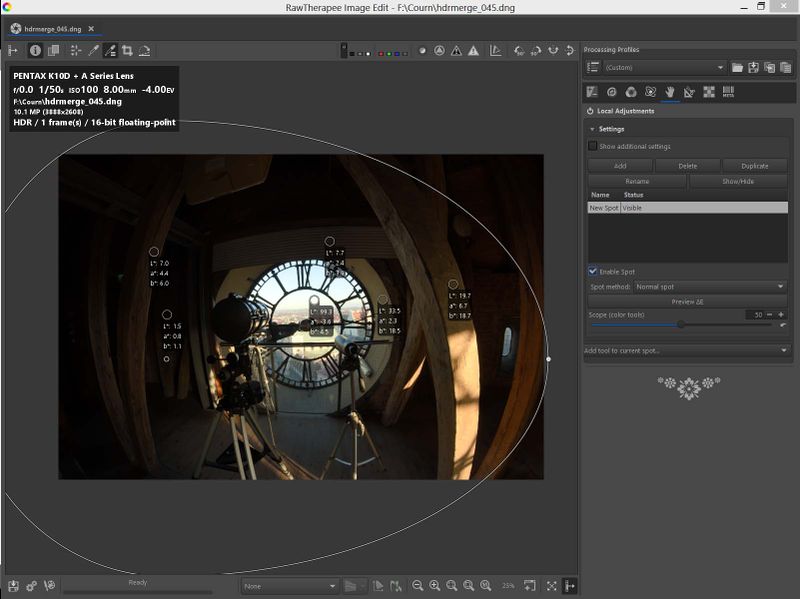 RawTherapee Image Edit - F:\Courn\hdrmerge_045.dng
hdrmerge_045.dng
PENTAX K10D + A Series Lens
f/0.0 1/50s ISO100 8.00mm -4.00EV
F:\Courn\hdrmerge_045.dng
10.1 MP (3888x2608)
HDR / 1 frame(s) / 16-bit floating-point
L*: 7.0
a*: 4.4
b*: 6.0
L*: 1.5
a*: 0.8
b*: 1.1
L*: 7.7
a*: 2.4
L*: 99.3
a*: -3.6
b*: 4.5
L*: 33.5
a*: 2.3
b*: 18.5
L*: 19.7
a*: 6.7
b*: 18.7
Processing Profiles
(Custom)
META
Local Adjustments
Settings
Show additional settings
Add Delete Duplicate
Rename Show/Hide
Name Status
New Spot Visible
Enable Spot
Spot method: Normal spot
Preview ΔE
Scope (color tools) 50
Add tool to current spot...
Ready
None
25%